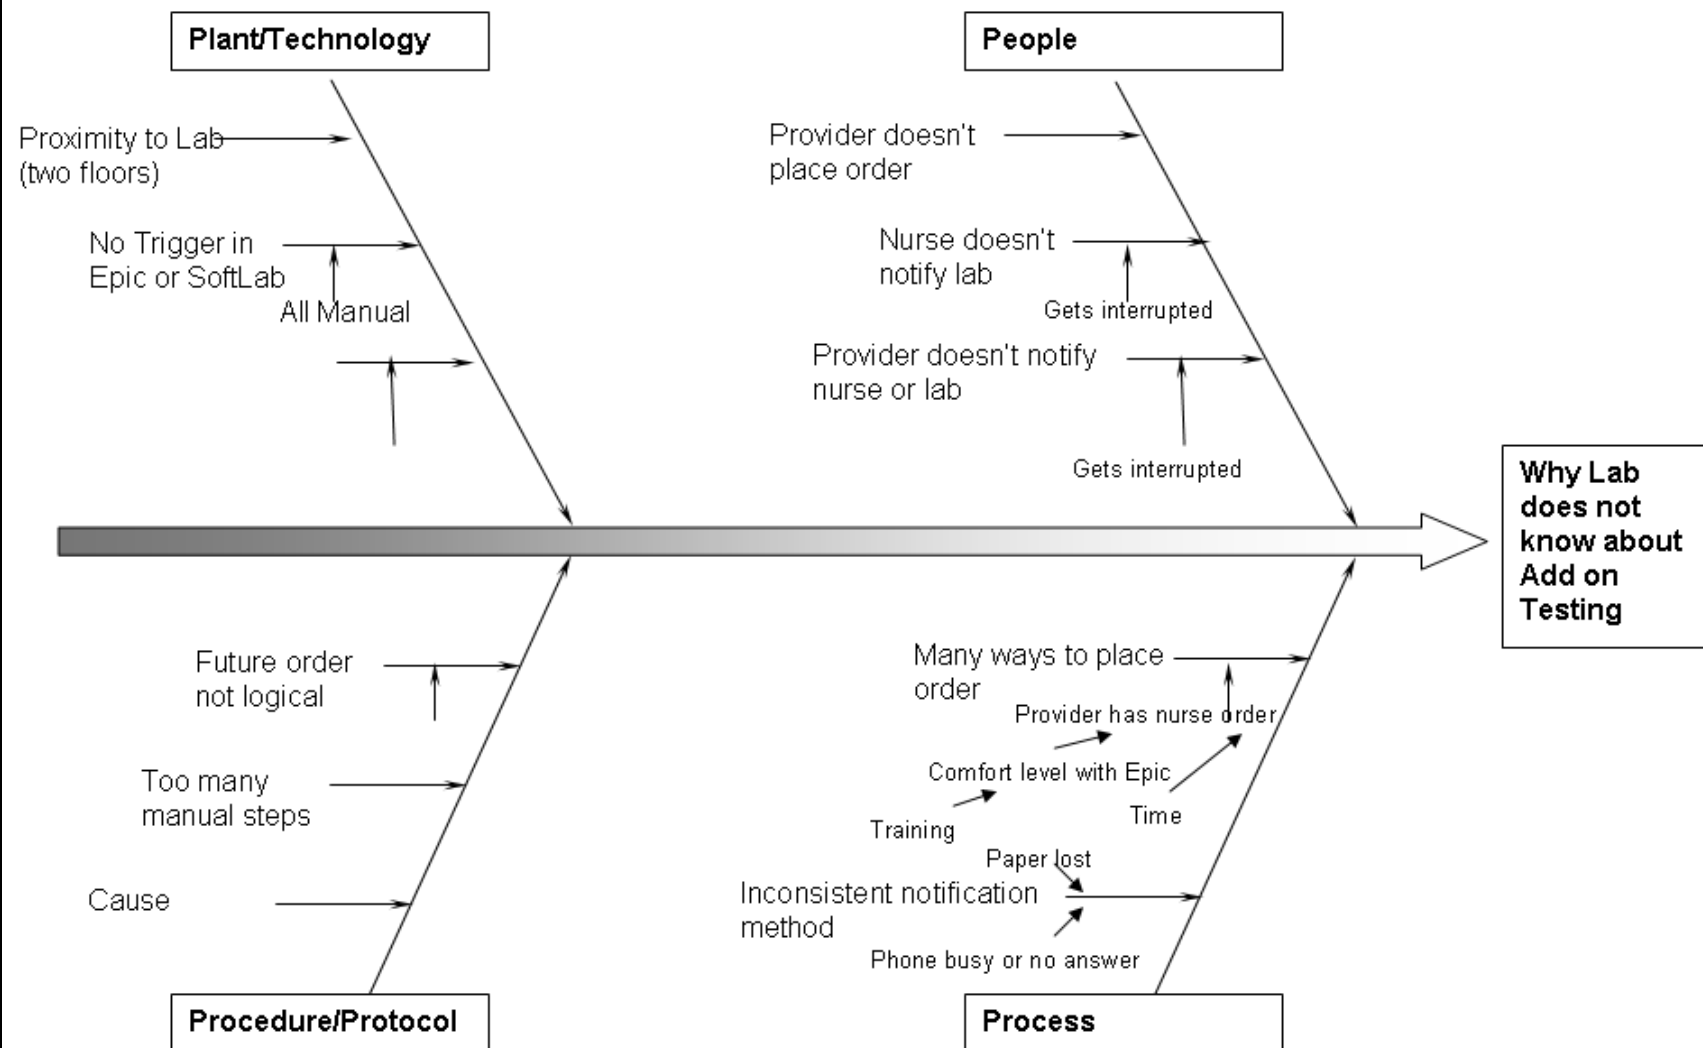 Plant/Technology
People
Proximity to Lab
(two floors)
Provider doesn't
place order
No Trigger in
Epic or SoftLab
All Manual
Nurse doesn't
notify lab
Gets interrupted
Provider doesn't notify
nurse or lab
Gets interrupted
Why Lab
does not
know about
Add on
Testing
Future order
not logical
Too many
manual steps
Cause
Many ways to place
order
Provider has nurse order
Comfort level with Epic
Time
Training
Paper lost
Inconsistent notification
method
Phone busy or no answer
Procedure/Protocol
Process